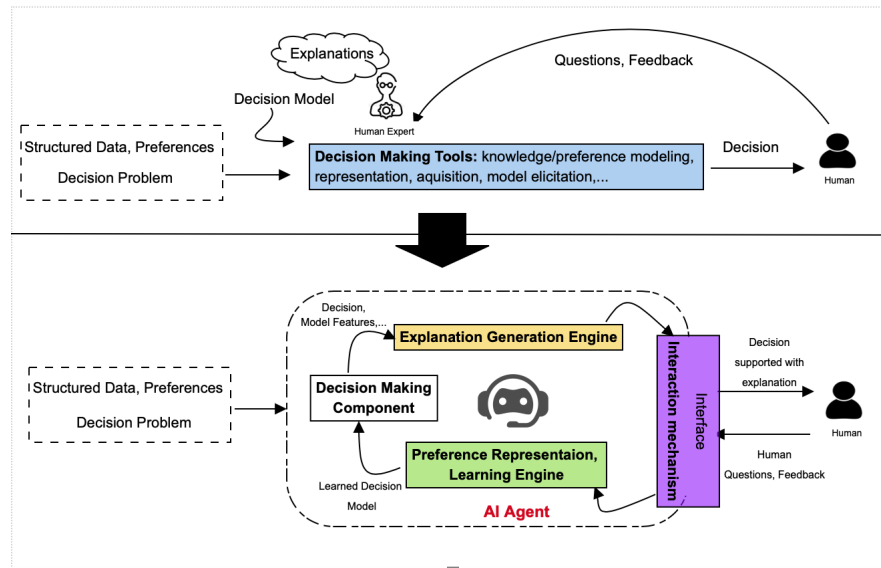 Explanations
Questions, Feedback
Decision Model
Human Expert
Structured Data, Preferences
Decision Problem
Decision Making Tools: knowledge/preference modeling,
representation, aquisition, model elicitation,...
Decision
Human
Decision,
Model Features,...
Explanation Generation Engine
Structured Data, Preferences
Decision Problem
Decision Making
Component
Interface
Interaction mechanism
Decision
supported with
explanation
Human
Preference Representaion,
Learning Engine
Human
Questions, Feedback
Learned Decision
Model
AI Agent